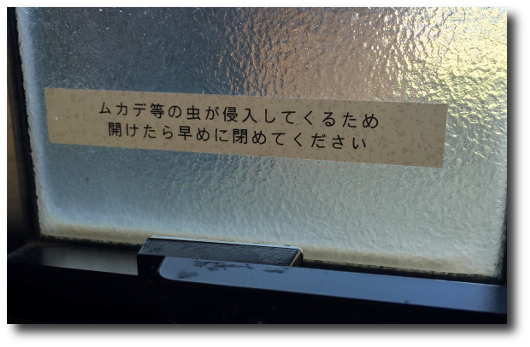 ムカデ等の虫が侵入してくるため
開けたら早めに閉めてください